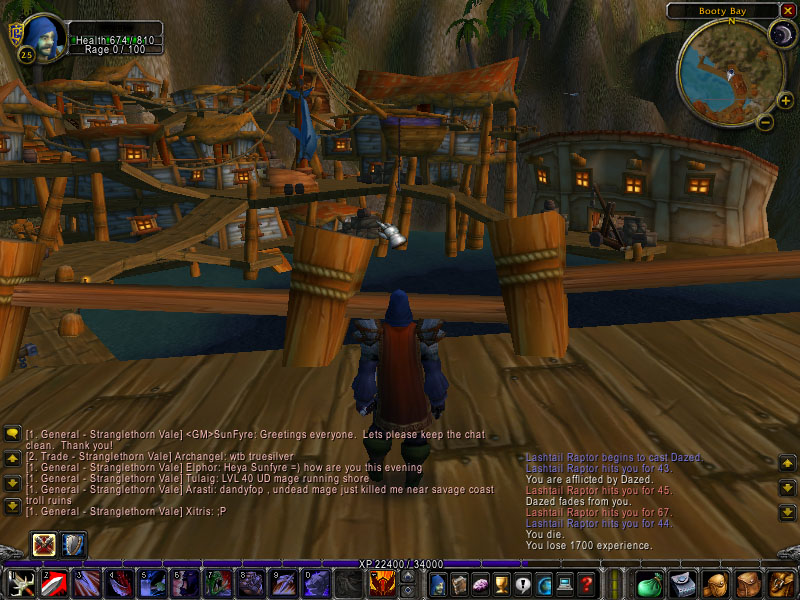 Booty Bay
N
Health 674 / 810
Rage 0 / 100
25
[1. General - Stranglethorn Vale] <GM>SunFyre: Greetings everyone. Lets please keep the chat
clean. Thank you!
[2. Trade - Stranglethorn Vale] Archangel: wtb truesilver
[1. General - Stranglethorn Vale] Elphor: Heya Sunfyre =) how are you this evening
[1. General - Stranglethorn Vale] Tulaig: LVL 40 UD mage running shore
[1. General - Stranglethorn Vale] Arasti: dandyfop , undead mage just killed me near savage coast
troll ruins
[1. General - Stranglethorn Vale] Xitris: ;P
Lashtail Raptor begins to cast Dazed.
Lashtail Raptor hits you for 43.
You are afflicted by Dazed.
Lashtail Raptor hits you for 45.
Dazed fades from you.
Lashtail Raptor hits you for 67.
Lashtail Raptor hits you for 44.
You die.
You lose 1700 experience.
XP 22400 / 34000